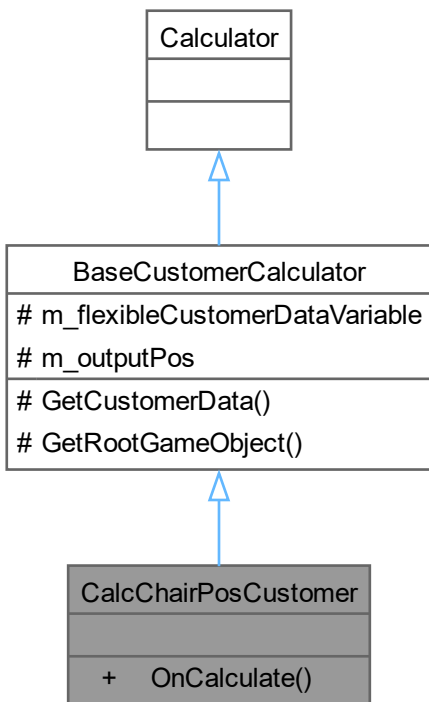 Calculator
BaseCustomerCalculator
# m_flexibleCustomerDataVariable
# m_outputPos
# GetCustomerData()
# GetRootGameObject()
CalcChairPosCustomer
+ OnCalculate()